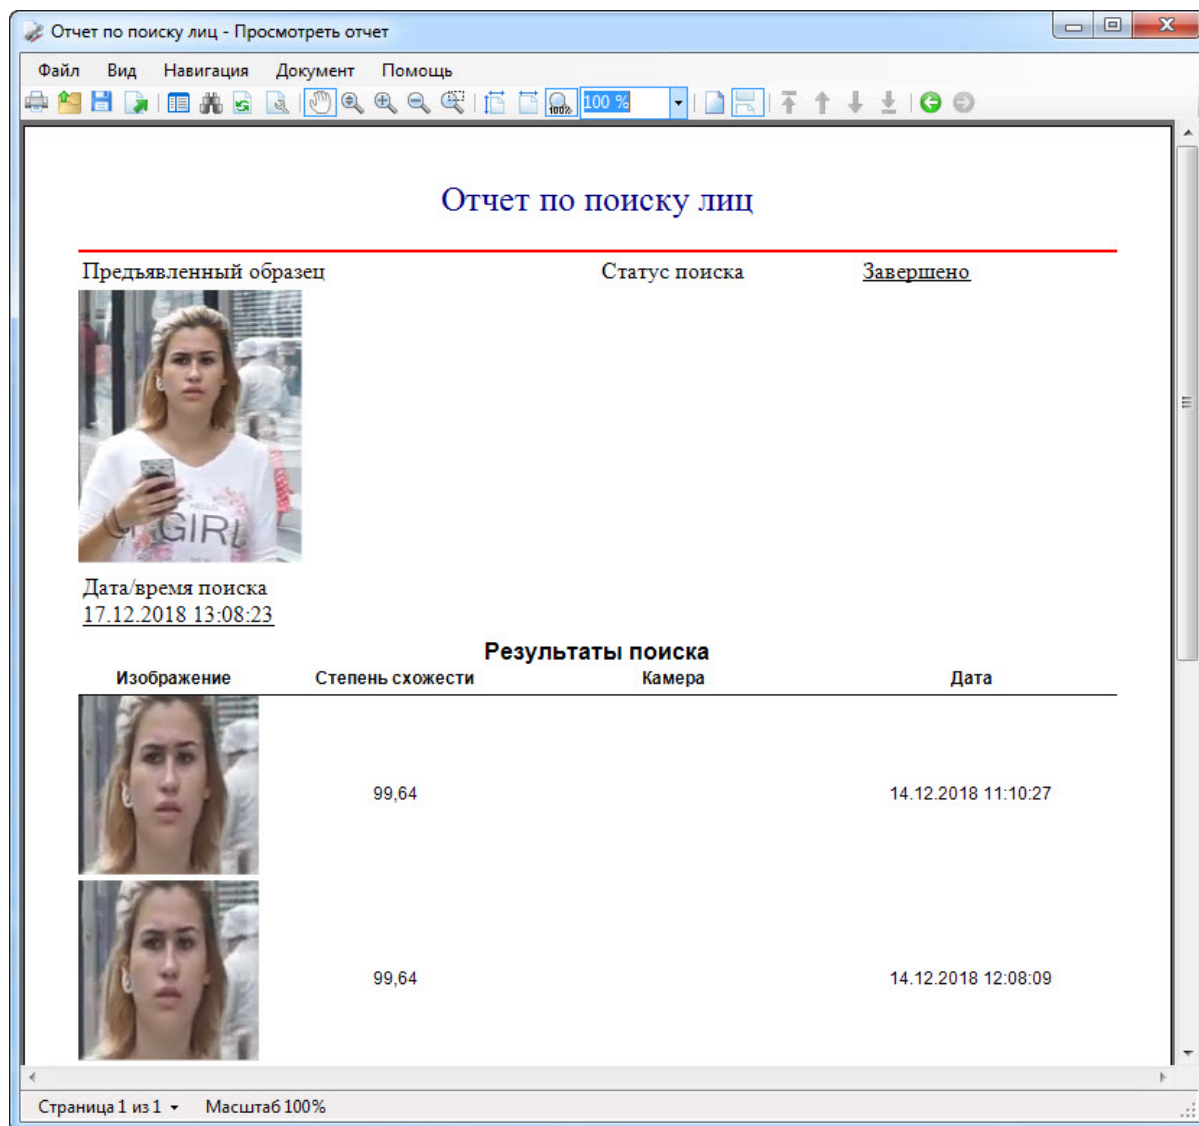 Отчет по поиску лиц - Просмотреть отчет
Файл Вид Навигация Документ Помощь
100% 100 %
Отчет по поиску лиц
Предъявленный образец Статус поиска Завершено
HELLO
GIRL
Дата/время поиска
17.12.2018 13:08:23
Результаты поиска
Изображение Степень схожести Камера Дата
99,64 14.12.2018 11:10:27
99,64 14.12.2018 12:08:09
Страница 1 из 1 Масштаб 100%